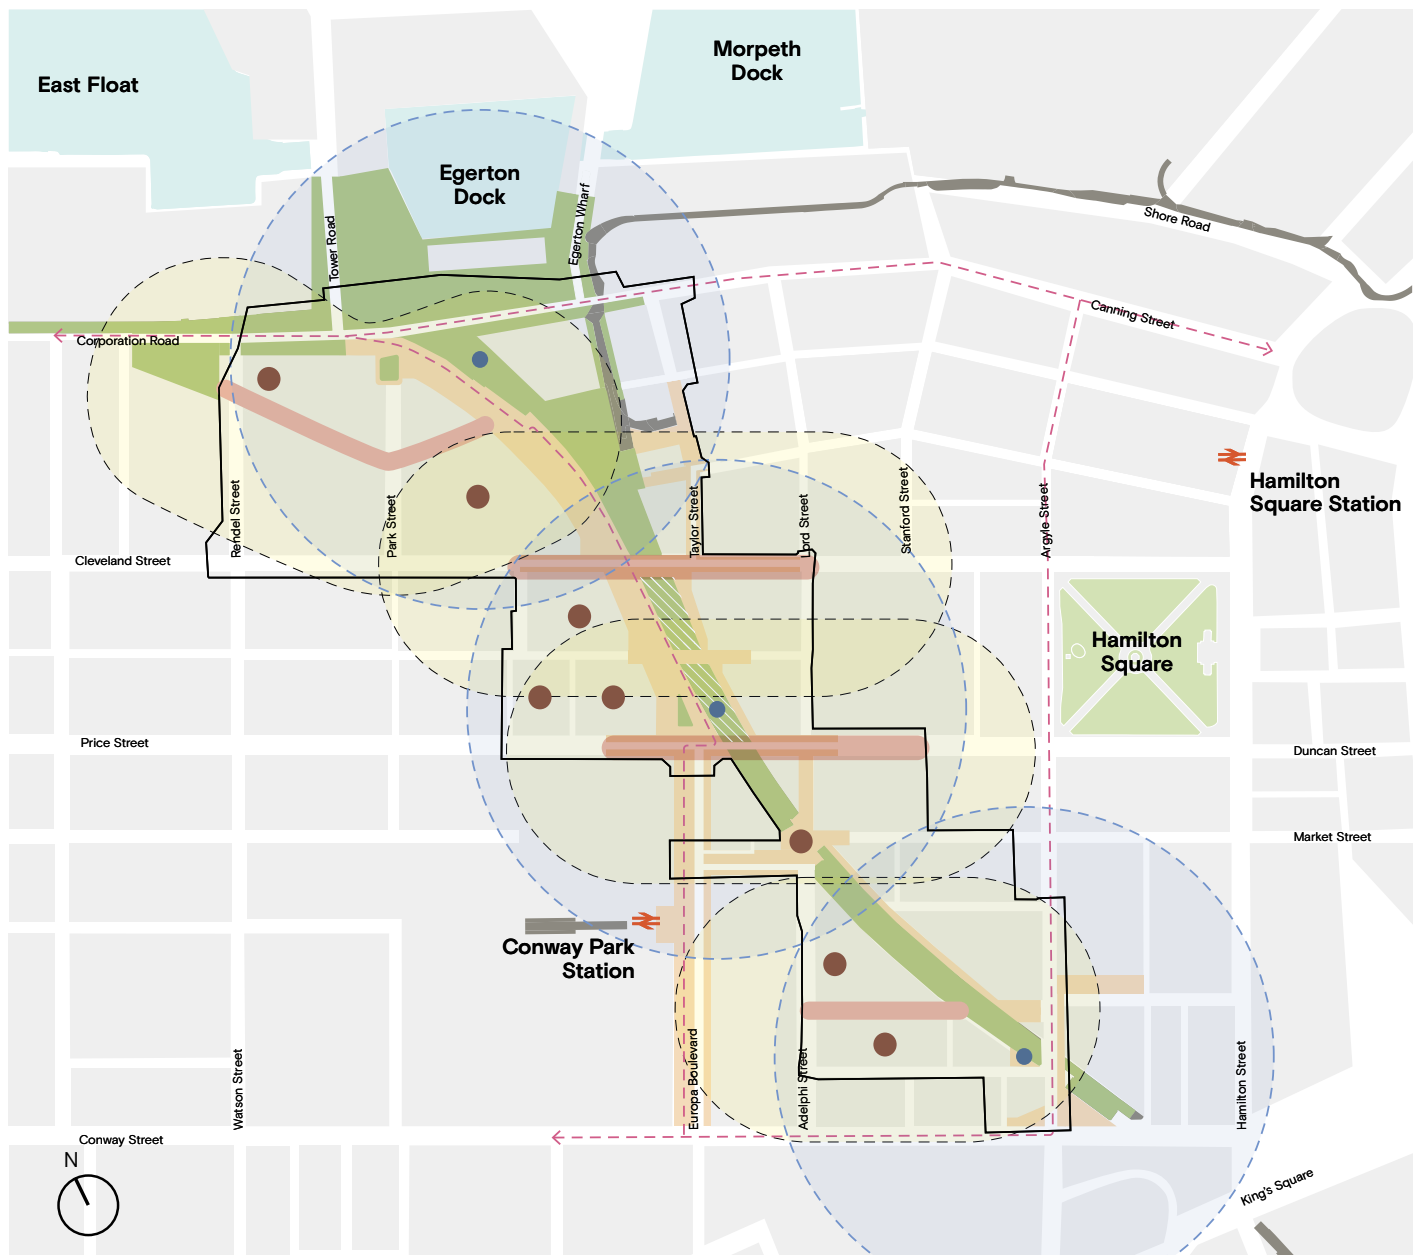 Morpeth
Dock
East Float
Egerton
Dock
Egerton Wharf
Tower Road
Shore Road
Canning Street
Corporation Road
Hamilton
Square Station
Rendel Street
Park Street
Taylor Street
Lord Street
Stanford Street
Argyle Street
Cleveland Street
Hamilton
Square
Price Street
Duncan Street
Market Street
Conway Park
Station
Watson Street
Europa Boulevard
Adelphi Street
Hamilton Street
Conway Street
N
King's Square